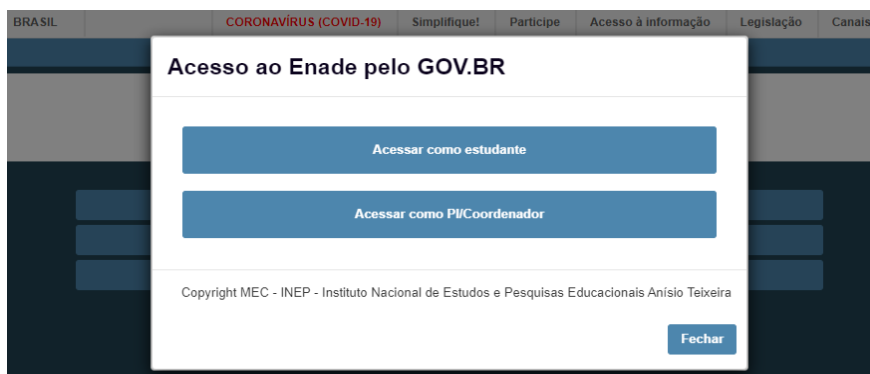 BRASIL CORONAVÍRUS (COVID-19) Simplifique! Participe Acesso à informação Legislação Canais
Acesso ao Enade pelo GOV.BR
Acessar como estudante
Acessar como PI/Coordenador
Copyright MEC - INEP - Instituto Nacional de Estudos e Pesquisas Educacionais Anísio Teixeira
Fechar